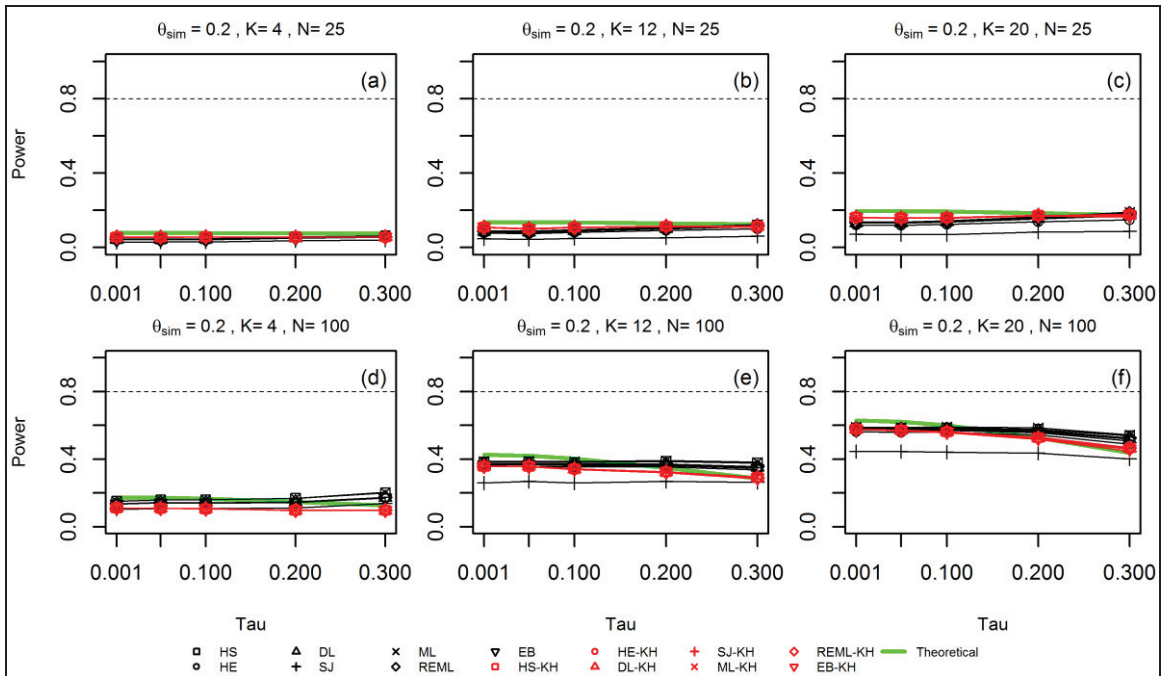 θsim = 0.2 , K= 4 , N= 25
θsim = 0.2 , K= 12 , N= 25
θsim = 0.2 , K= 20 , N= 25
(a)
(b)
(c)
Power
0.0 0.4 0.8
0.0 0.4 0.8
0.0 0.4 0.8
0.001 0.100 0.200 0.300
0.001 0.100 0.200 0.300
0.001 0.100 0.200 0.300
θsim = 0.2 , K= 4 , N= 100
θsim = 0.2 , K= 12 , N= 100
θsim = 0.2 , K= 20 , N= 100
(d)
(e)
(f)
Power
0.0 0.4 0.8
0.0 0.4 0.8
0.0 0.4 0.8
0.001 0.100 0.200 0.300
0.001 0.100 0.200 0.300
0.001 0.100 0.200 0.300
Tau
Tau
Tau
HS DL ML EB HE-KH SJ-KH REML-KH Theoretical
HE SJ REML HS-KH DL-KH ML-KH EB-KH